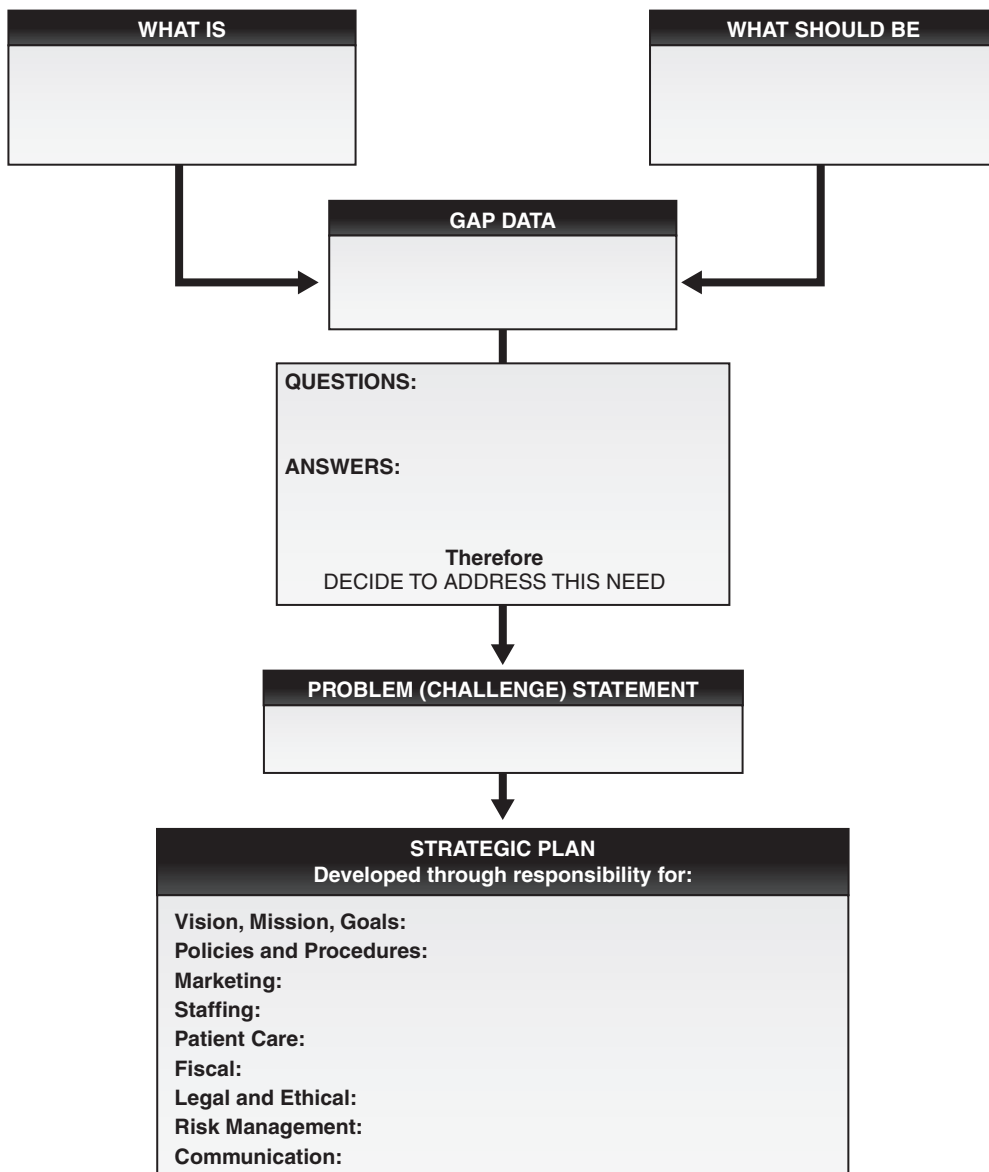 WHAT IS
WHAT SHOULD BE
GAP DATA
QUESTIONS:
ANSWERS:
Therefore
DECIDE TO ADDRESS THIS NEED
PROBLEM (CHALLENGE) STATEMENT
STRATEGIC PLAN
Developed through responsibility for:
Vision, Mission, Goals:
Policies and Procedures:
Marketing:
Staffing:
Patient Care:
Fiscal:
Legal and Ethical:
Risk Management:
Communication: